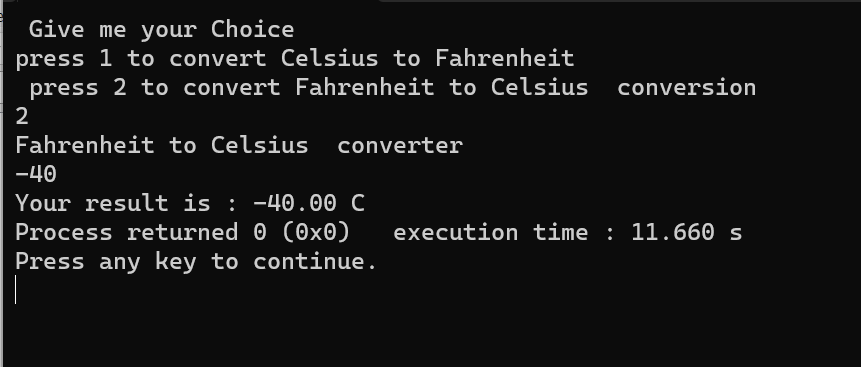 Give me your Choice
press 1 to convert Celsius to Fahrenheit
press 2 to convert Fahrenheit to Celsius  conversion
2
Fahrenheit to Celsius  converter
-40
Your result is : -40.00 C
Process returned 0 (0x0)   execution time : 11.660 s
Press any key to continue.